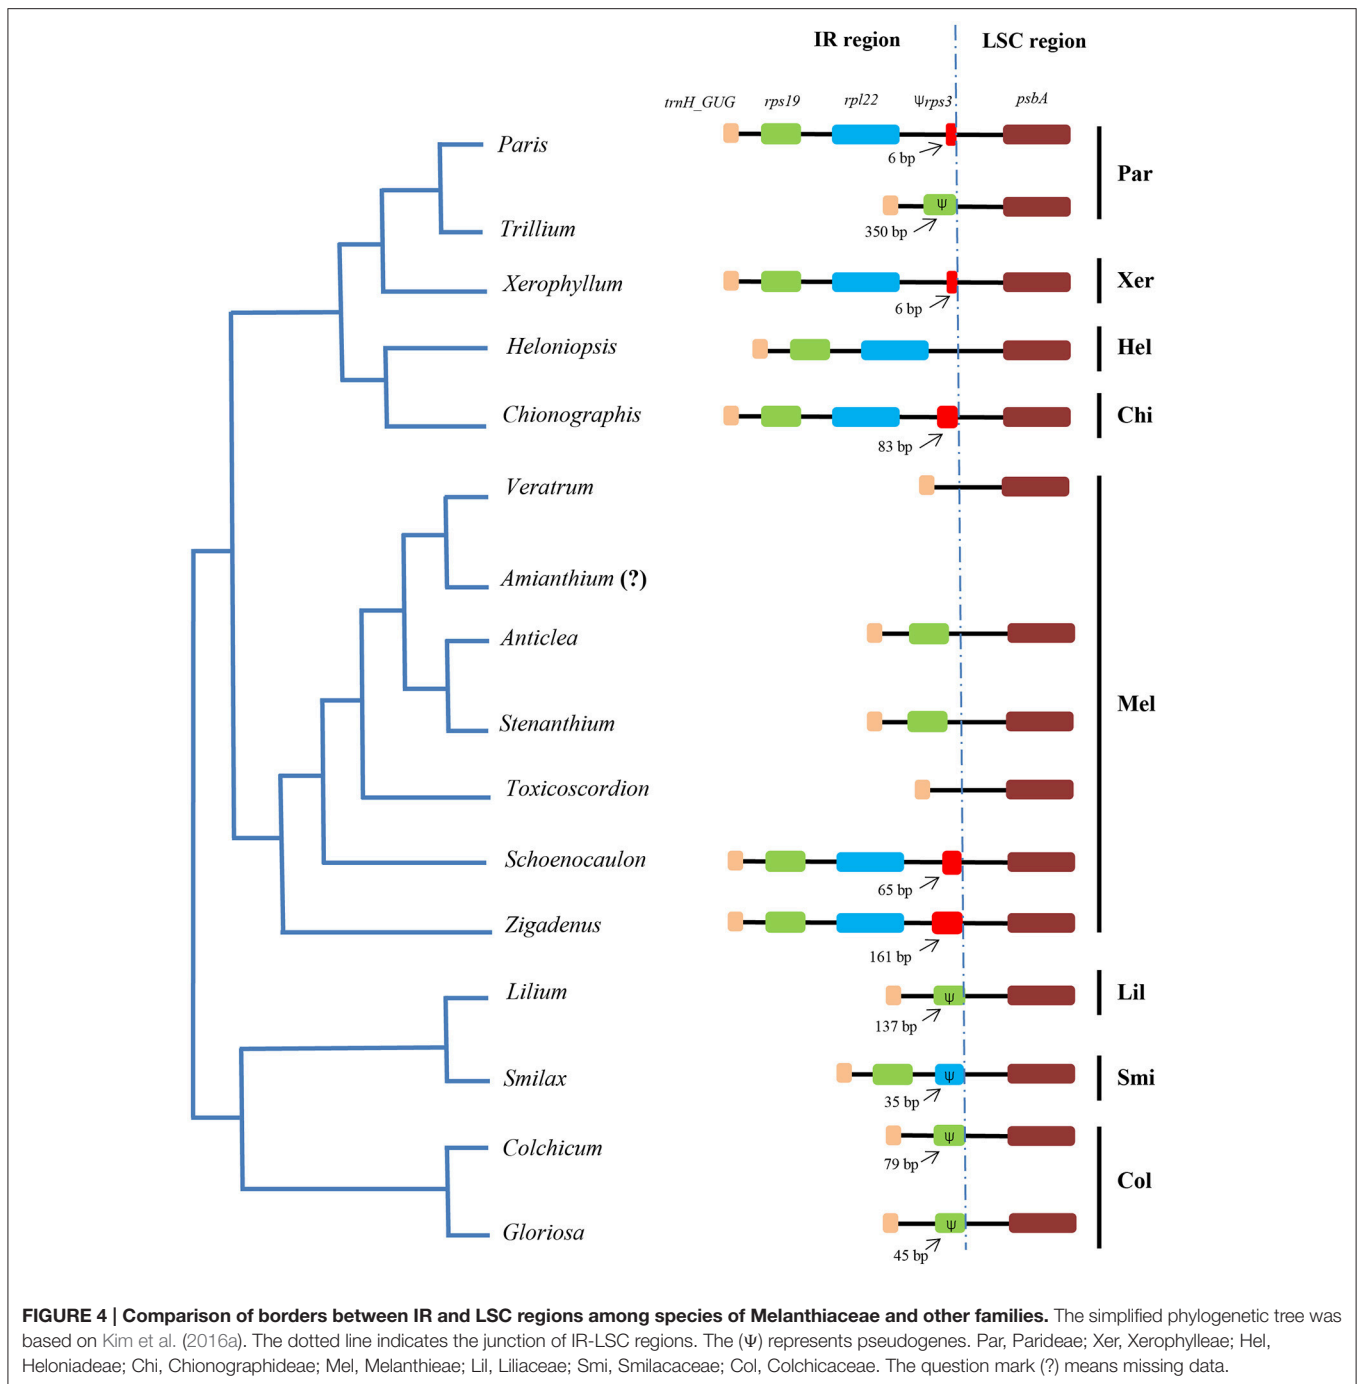 IR region LSC region
trnH_GUG rps19 rpl22 Ψrps3 psbA
Paris
6 bp
Par
Trillium
Ψ
350 bp
Xerophyllum
6 bp
Xer
Heloniopsis
Hel
Chionographis
83 bp
Chi
Veratrum
Amianthium (?)
Anticlea
Mel
Stenanthium
Toxicoscordion
Schoenocaulon
65 bp
Zigadenus
161 bp
Lilium
Ψ
137 bp
Lil
Smilax
Ψ
35 bp
Smi
Colchicum
Ψ
79 bp
Col
Gloriosa
Ψ
45 bp
FIGURE 4 | Comparison of borders between IR and LSC regions among species of Melanthiaceae and other families. The simplified phylogenetic tree was
based on Kim et al. (2016a). The dotted line indicates the junction of IR-LSC regions. The (Ψ) represents pseudogenes. Par, Parideae; Xer, Xerophylleae; Hel,
Heloniadeae; Chi, Chionographideae; Mel, Melanthieae; Lil, Liliaceae; Smi, Smilacaceae; Col, Colchicaceae. The question mark (?) means missing data.